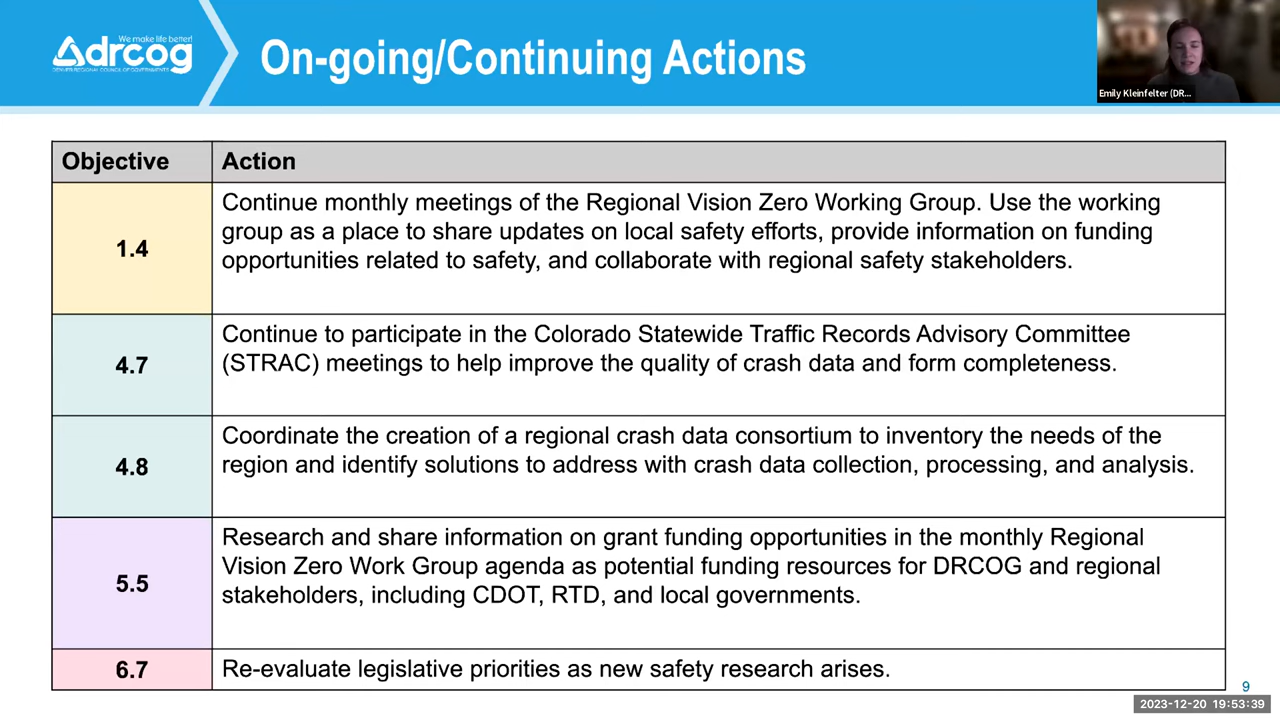 We make life better!
drcog
DENVER REGIONAL COUNCIL OF GOVERNMENTS
On-going/Continuing Actions
Emily Kleinfelter (DR...
Objective
Action
1.4
Continue monthly meetings of the Regional Vision Zero Working Group. Use the working
group as a place to share updates on local safety efforts, provide information on funding
opportunities related to safety, and collaborate with regional safety stakeholders.
4.7
Continue to participate in the Colorado Statewide Traffic Records Advisory Committee
(STRAC) meetings to help improve the quality of crash data and form completeness.
4.8
Coordinate the creation of a regional crash data consortium to inventory the needs of the
region and identify solutions to address with crash data collection, processing, and analysis.
5.5
Research and share information on grant funding opportunities in the monthly Regional
Vision Zero Work Group agenda as potential funding resources for DRCOG and regional
stakeholders, including CDOT, RTD, and local governments.
6.7
Re-evaluate legislative priorities as new safety research arises.
9
2023-12-20 19:53:39